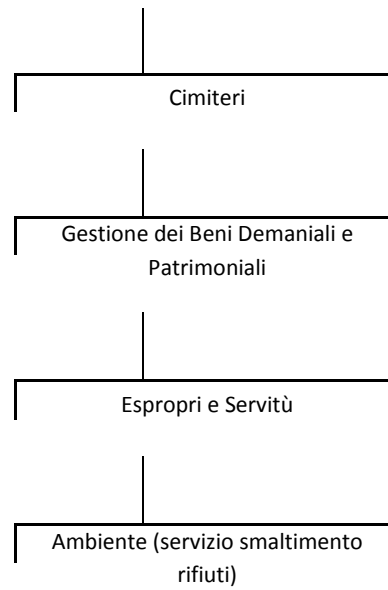 Cimiteri
Gestione dei Beni Demaniali e
Patrimoniali
Espropri e Servitù
Ambiente (servizio smaltimento
rifiuti)